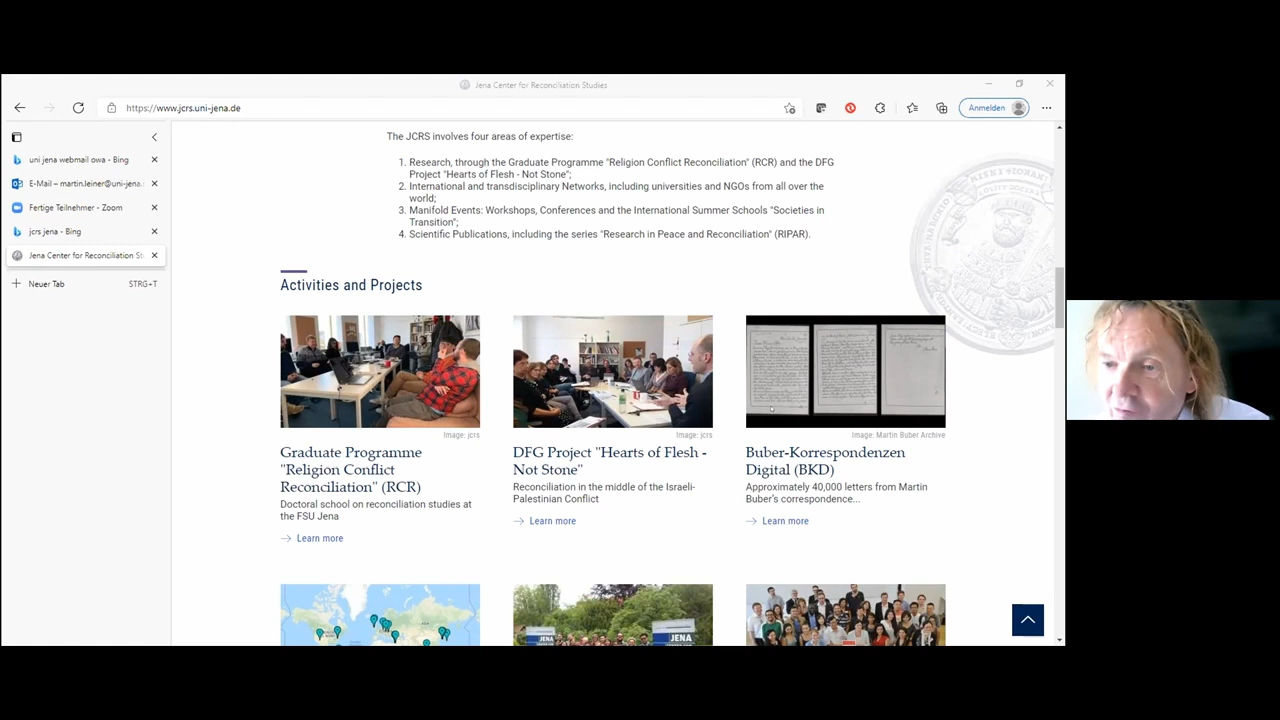 Jena Center for Reconciliation Studies
https://www.jcrs.uni-jena.de
Anmelden
uni jena webmail owa - Bing
E-Mail – martin.leiner@uni-jena.
Fertige Teilnehmer - Zoom
jcrs jena - Bing
Jena Center for Reconciliation St
Neuer Tab
STRG+T
The JCRS involves four areas of expertise:
1. Research, through the Graduate Programme "Religion Conflict Reconciliation" (RCR) and the DFG
Project "Hearts of Flesh - Not Stone";
2. International and transdisciplinary Networks, including universities and NGOs from all over the
world;
3. Manifold Events: Workshops, Conferences and the International Summer Schools "Societies in
Transition";
4. Scientific Publications, including the series "Research in Peace and Reconciliation" (RIPAR).
Activities and Projects
Image: jcrs
Graduate Programme
"Religion Conflict
Reconciliation" (RCR)
Doctoral school on reconciliation studies at
the FSU Jena
Learn more
Image: jcrs
DFG Project "Hearts of Flesh -
Not Stone"
Reconciliation in the middle of the Israeli-
Palestinian Conflict
Learn more
Image: Martin Buber Archive
Buber-Korrespondenzen
Digital (BKD)
Approximately 40,000 letters from Martin
Buber's correspondence...
Learn more
JENA
JENA